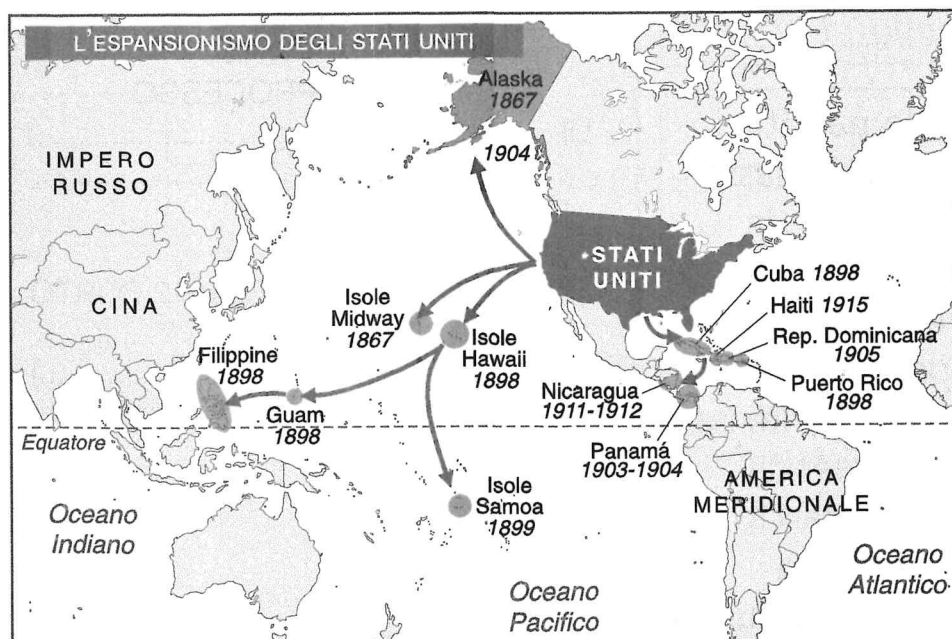 L'ESPANSIONISMO DEGLI STATI UNITI
Alaska
1867
1904
IMPERO
RUSSO
STATI
UNITI
CINA
Cuba 1898
Haiti 1915
Rep. Dominicana
1905
Puerto Rico
1898
Isole
Midway
1867
Isole
Hawaii
1898
Filippine
1898
Guam
1898
Nicaragua
1911-1912
Panamá
1903-1904
Equatore
Isole
Samoa
1899
AMERICA
MERIDIONALE
Oceano
Indiano
Oceano
Pacifico
Oceano
Atlantico